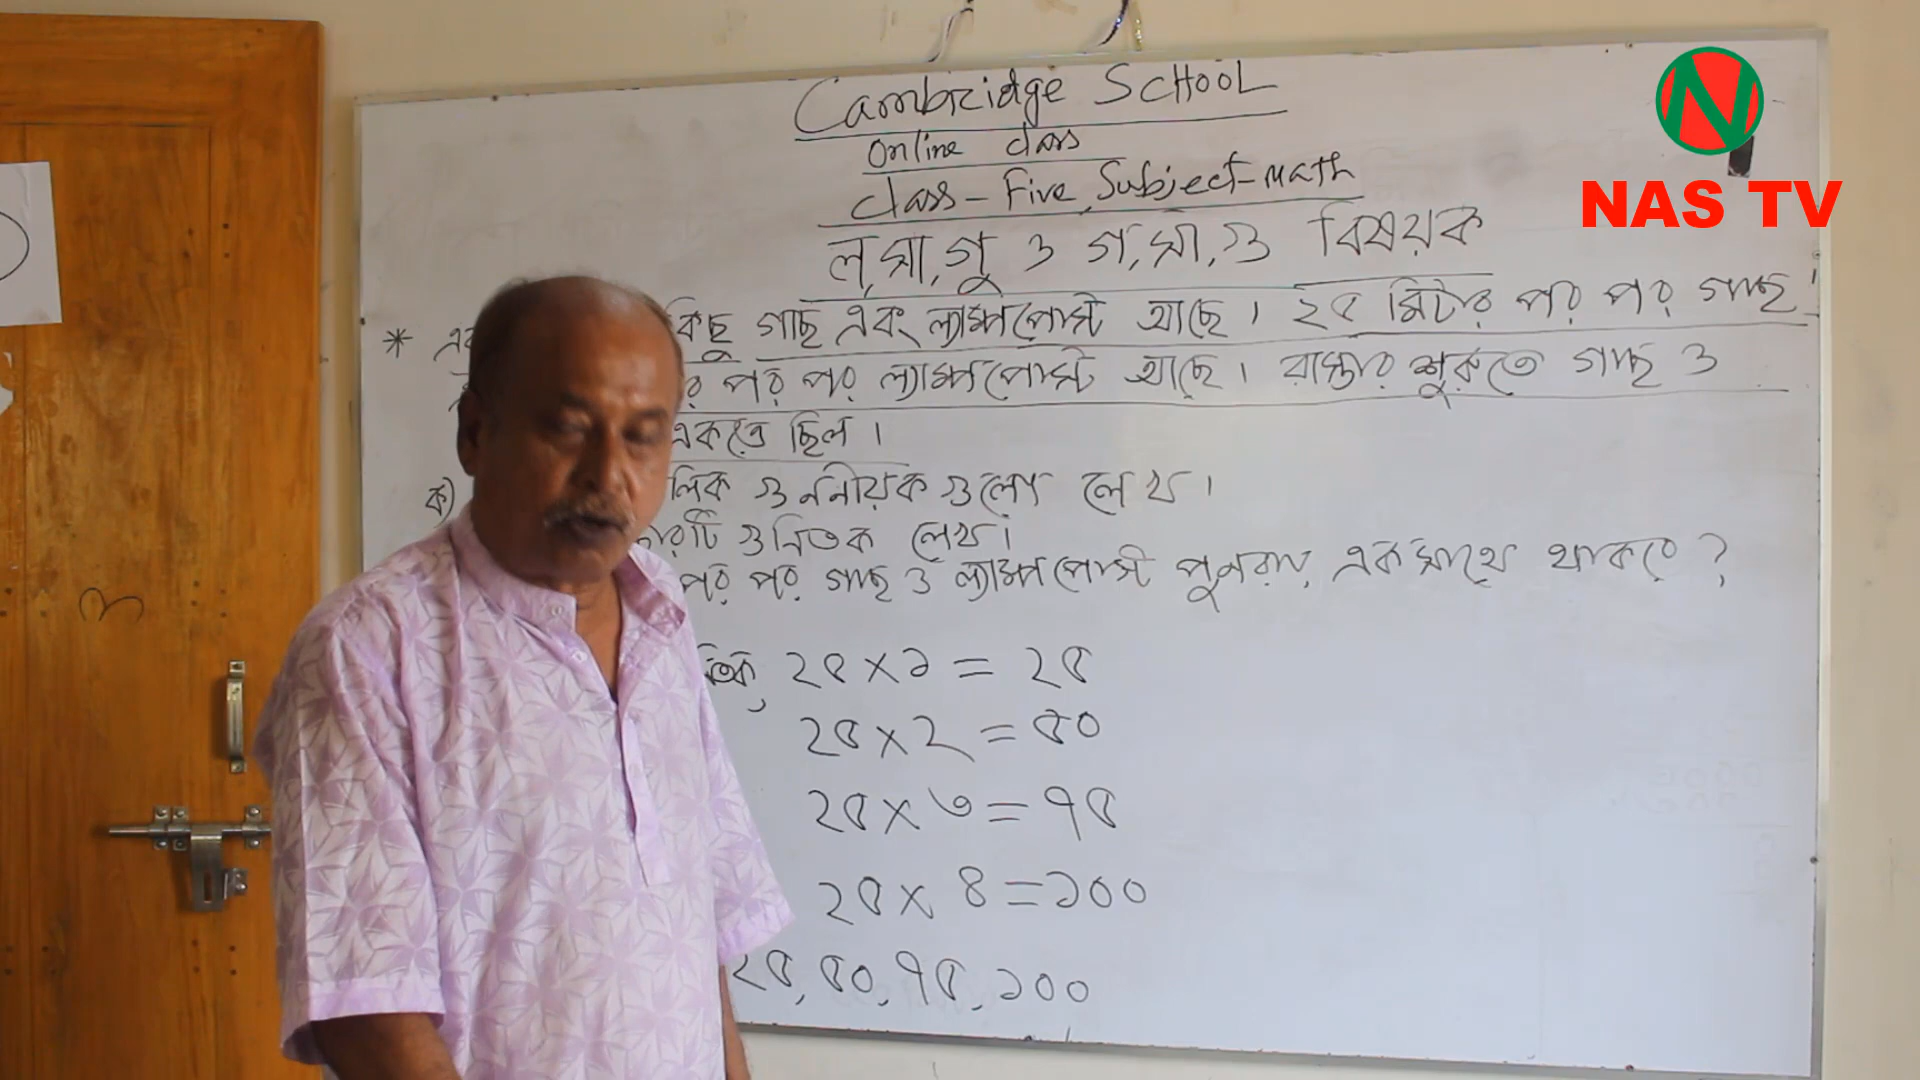 Cambridge SCHOOL
Online class
Class - Five, Subject - math
ল,সা,গু ও গ,সা,গু বিষয়ক
* কিছু গাছ এবং ল্যাম্পপোস্ট আছে। ২৫ মিটার পর পর গাছ
পর পর ল্যাম্পপোস্ট আছে। রাস্তার শুরুতে গাছ ও
একত্রে ছিল।
ক) গুননীয়ক গুলো লেখ।
গুনিতক লেখ।
পর পর গাছ ও ল্যাম্পপোস্ট পুনরায় একসাথে থাকবে?
২৫ × ১ = ২৫
২৫ × ২ = ৫০
২৫ × ৩ = ৭৫
২৫ × ৪ = ১০০
২৫, ৫০, ৭৫, ১০০
N
NAS TV